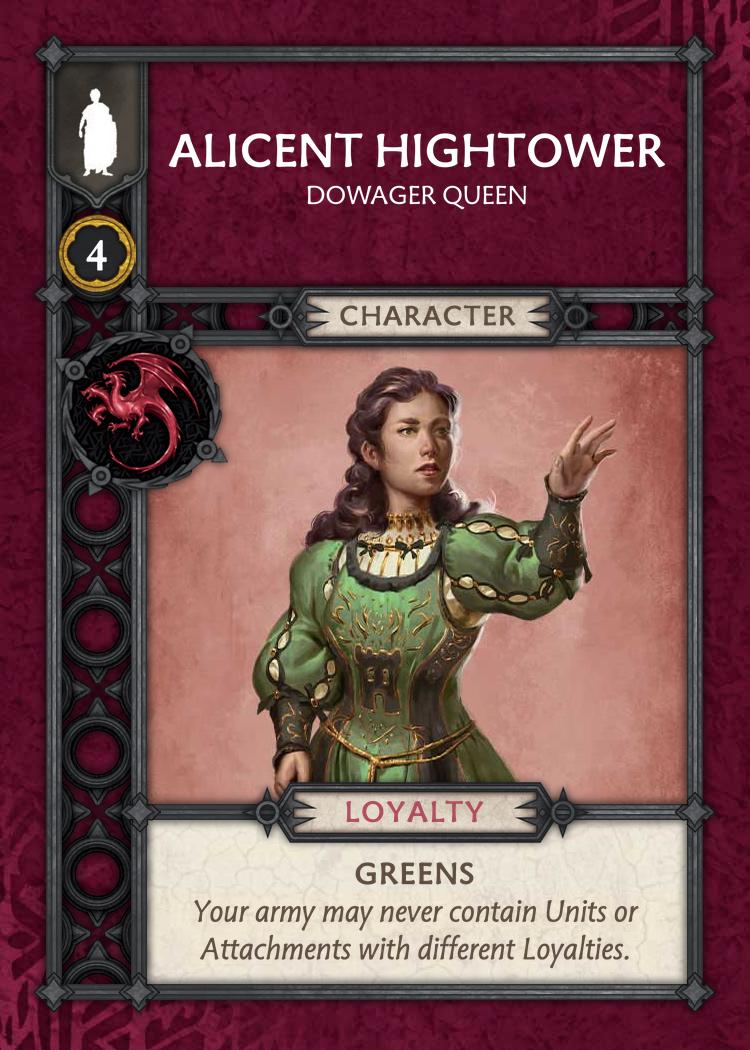 ALICENT HIGHTOWER
DOWAGER QUEEN
4
CHARACTER
LOYALTY
GREENS
Your army may never contain Units or
Attachments with different Loyalties.